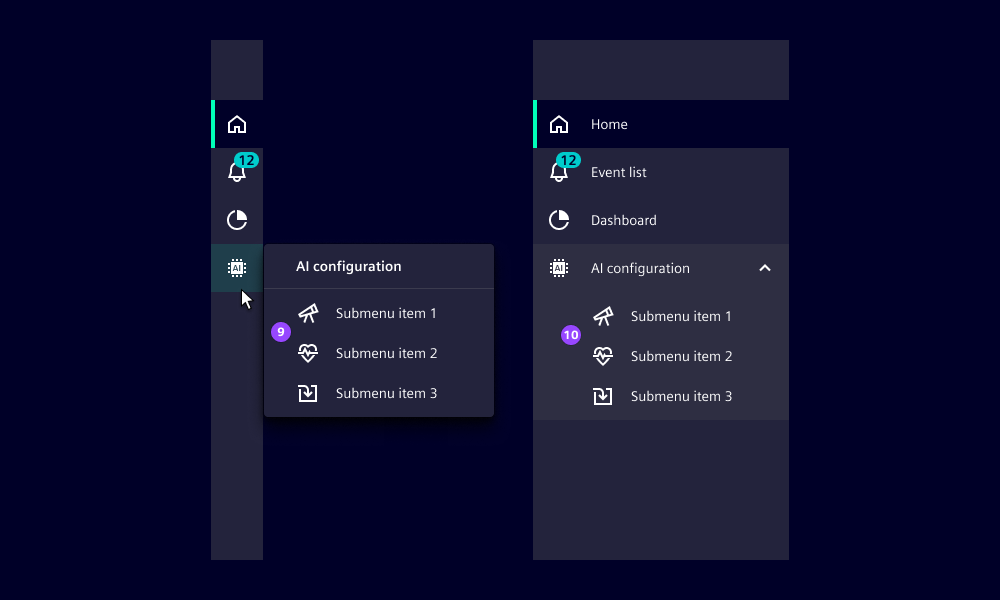 12
AI
AI configuration
9
Submenu item 1
Submenu item 2
Submenu item 3
Home
12
Event list
Dashboard
AI
AI configuration
10
Submenu item 1
Submenu item 2
Submenu item 3